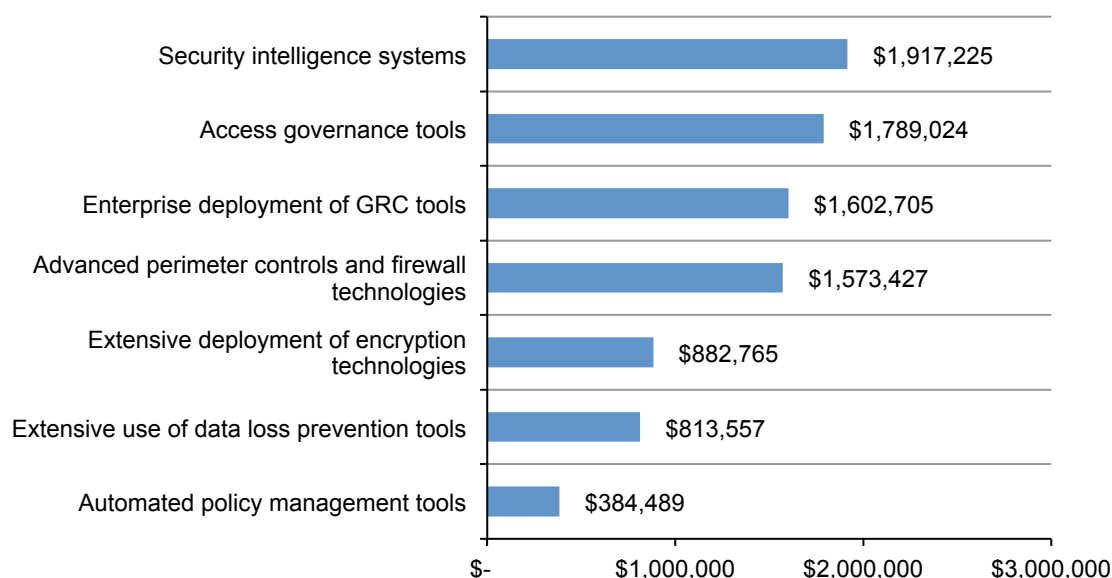 Security intelligence systems $1,917,225
Access governance tools $1,789,024
Enterprise deployment of GRC tools $1,602,705
Advanced perimeter controls and firewall
technologies $1,573,427
Extensive deployment of encryption
technologies $882,765
Extensive use of data loss prevention tools $813,557
Automated policy management tools $384,489
$- $1,000,000 $2,000,000 $3,000,000